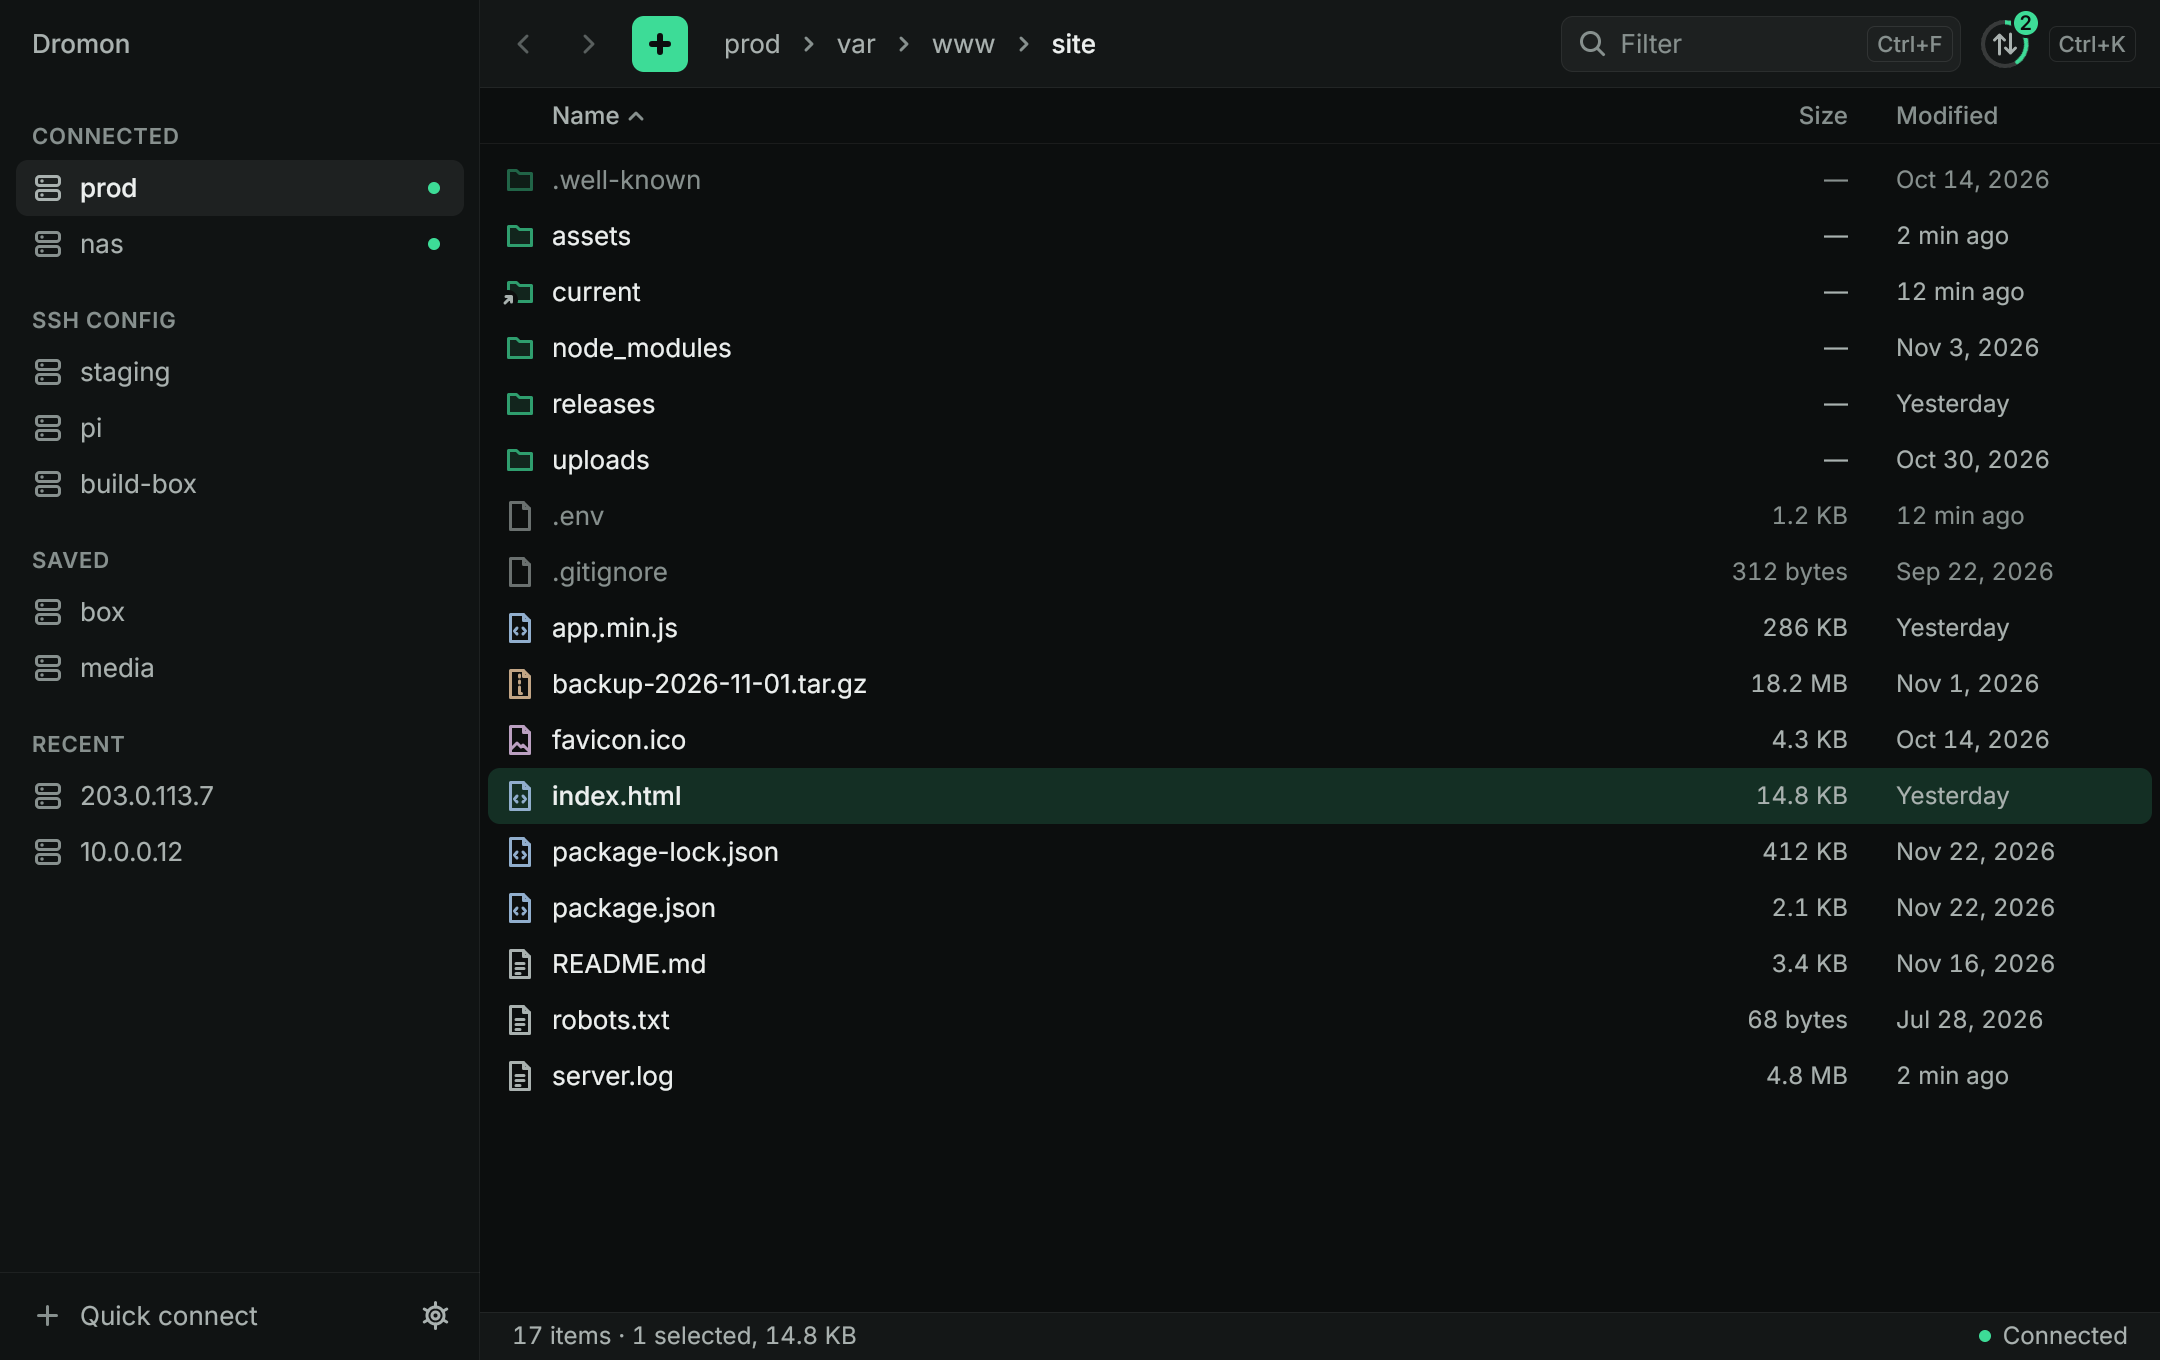 Dromon
CONNECTED
prod
nas
SSH CONFIG
staging
pi
build-box
SAVED
box
media
RECENT
203.0.113.7
10.0.0.12
Quick connect
prod > var > www > site
Filter Ctrl+F 2 Ctrl+K
Name Size Modified
.well-known — Oct 14, 2026
assets — 2 min ago
current — 12 min ago
node_modules — Nov 3, 2026
releases — Yesterday
uploads — Oct 30, 2026
.env 1.2 KB 12 min ago
.gitignore 312 bytes Sep 22, 2026
app.min.js 286 KB Yesterday
backup-2026-11-01.tar.gz 18.2 MB Nov 1, 2026
favicon.ico 4.3 KB Oct 14, 2026
index.html 14.8 KB Yesterday
package-lock.json 412 KB Nov 22, 2026
package.json 2.1 KB Nov 22, 2026
README.md 3.4 KB Nov 16, 2026
robots.txt 68 bytes Jul 28, 2026
server.log 4.8 MB 2 min ago
17 items · 1 selected, 14.8 KB
Connected